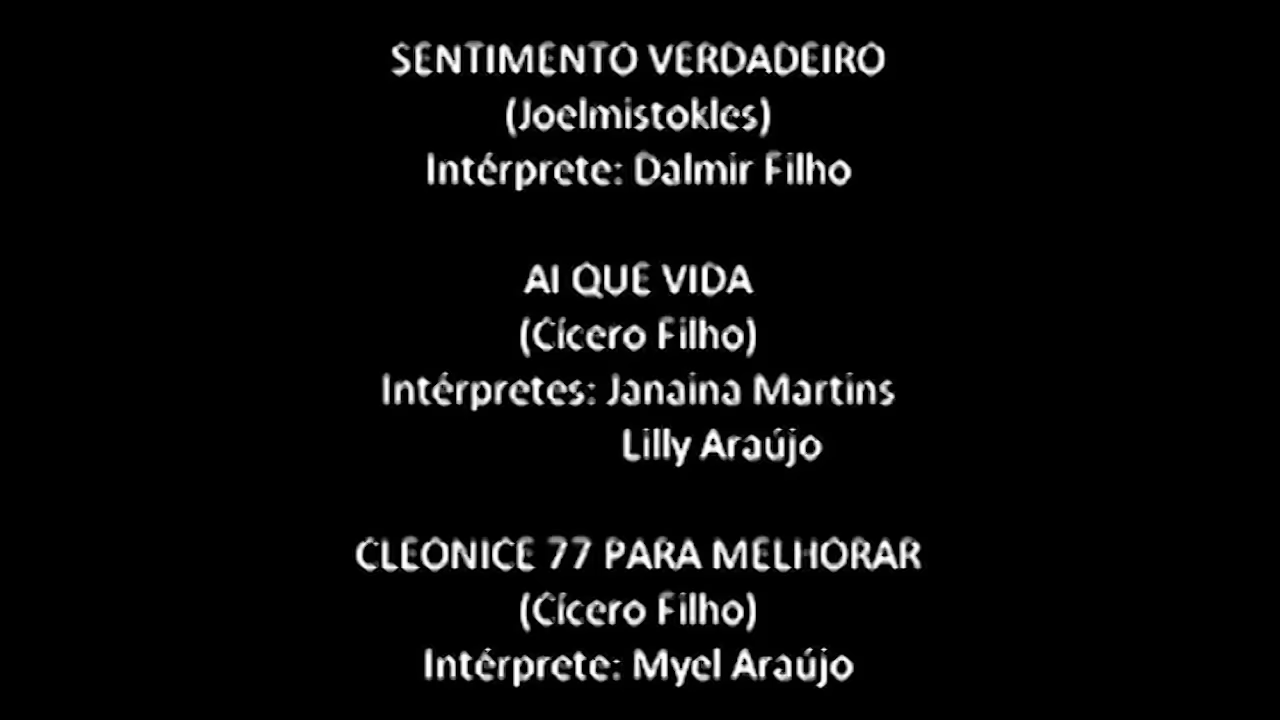 SENTIMENTO VERDADEIRO
(Joelmistokles)
Intérprete: Dalmir Filho
AI QUE VIDA
(Cícero Filho)
Intérpretes: Janaina Martins
Lilly Araújo
CLEONICE 77 PARA MELHORAR
(Cícero Filho)
Intérprete: Myel Araújo